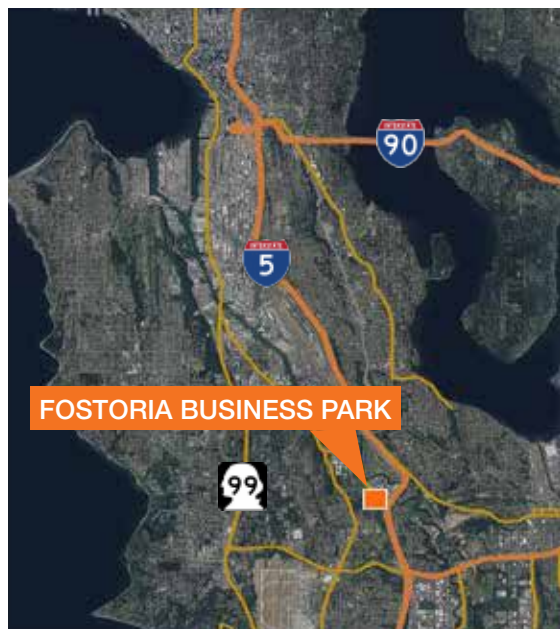 INTERSTATE
90
INTERSTATE
5
FOSTORIA BUSINESS PARK
99